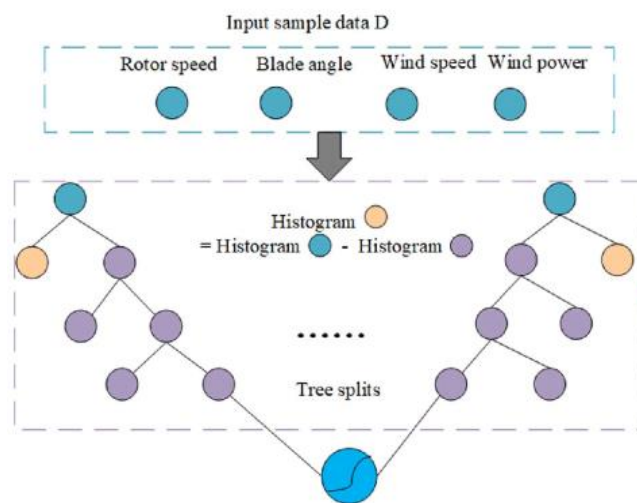 Input sample data D
Rotor speed Blade angle Wind speed Wind power
Histogram
= Histogram - Histogram
......
Tree splits